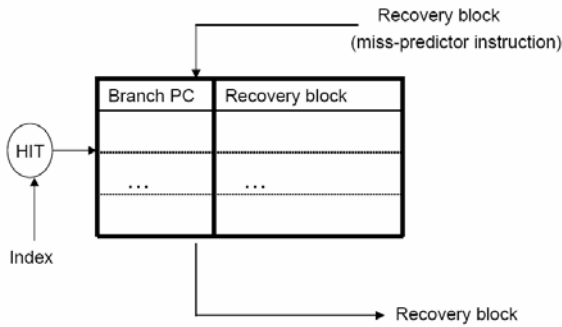 Recovery block
(miss-predictor instruction)
Branch PC Recovery block
HIT
... ...
Index
Recovery block